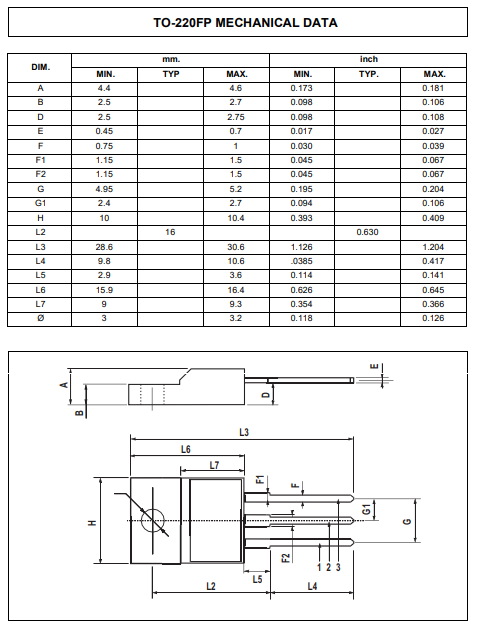 TO-220FP MECHANICAL DATA
DIM. mm. inch
MIN. TYP MAX. MIN. TYP. MAX.
A 4.4 4.6 0.173 0.181
B 2.5 2.7 0.098 0.106
D 2.5 2.75 0.098 0.108
E 0.45 0.7 0.017 0.027
F 0.75 1 0.030 0.039
F1 1.15 1.5 0.045 0.067
F2 1.15 1.5 0.045 0.067
G 4.95 5.2 0.195 0.204
G1 2.4 2.7 0.094 0.106
H 10 10.4 0.393 0.409
L2 16 0.630
L3 28.6 30.6 1.126 1.204
L4 9.8 10.6 .0385 0.417
L5 2.9 3.6 0.114 0.141
L6 15.9 16.4 0.626 0.645
L7 9 9.3 0.354 0.366
Ø 3 3.2 0.118 0.126
E
A
B
D
L3
L6
L7
F1
F
H
G1
G
F2
1 2 3
L5
L2 L4